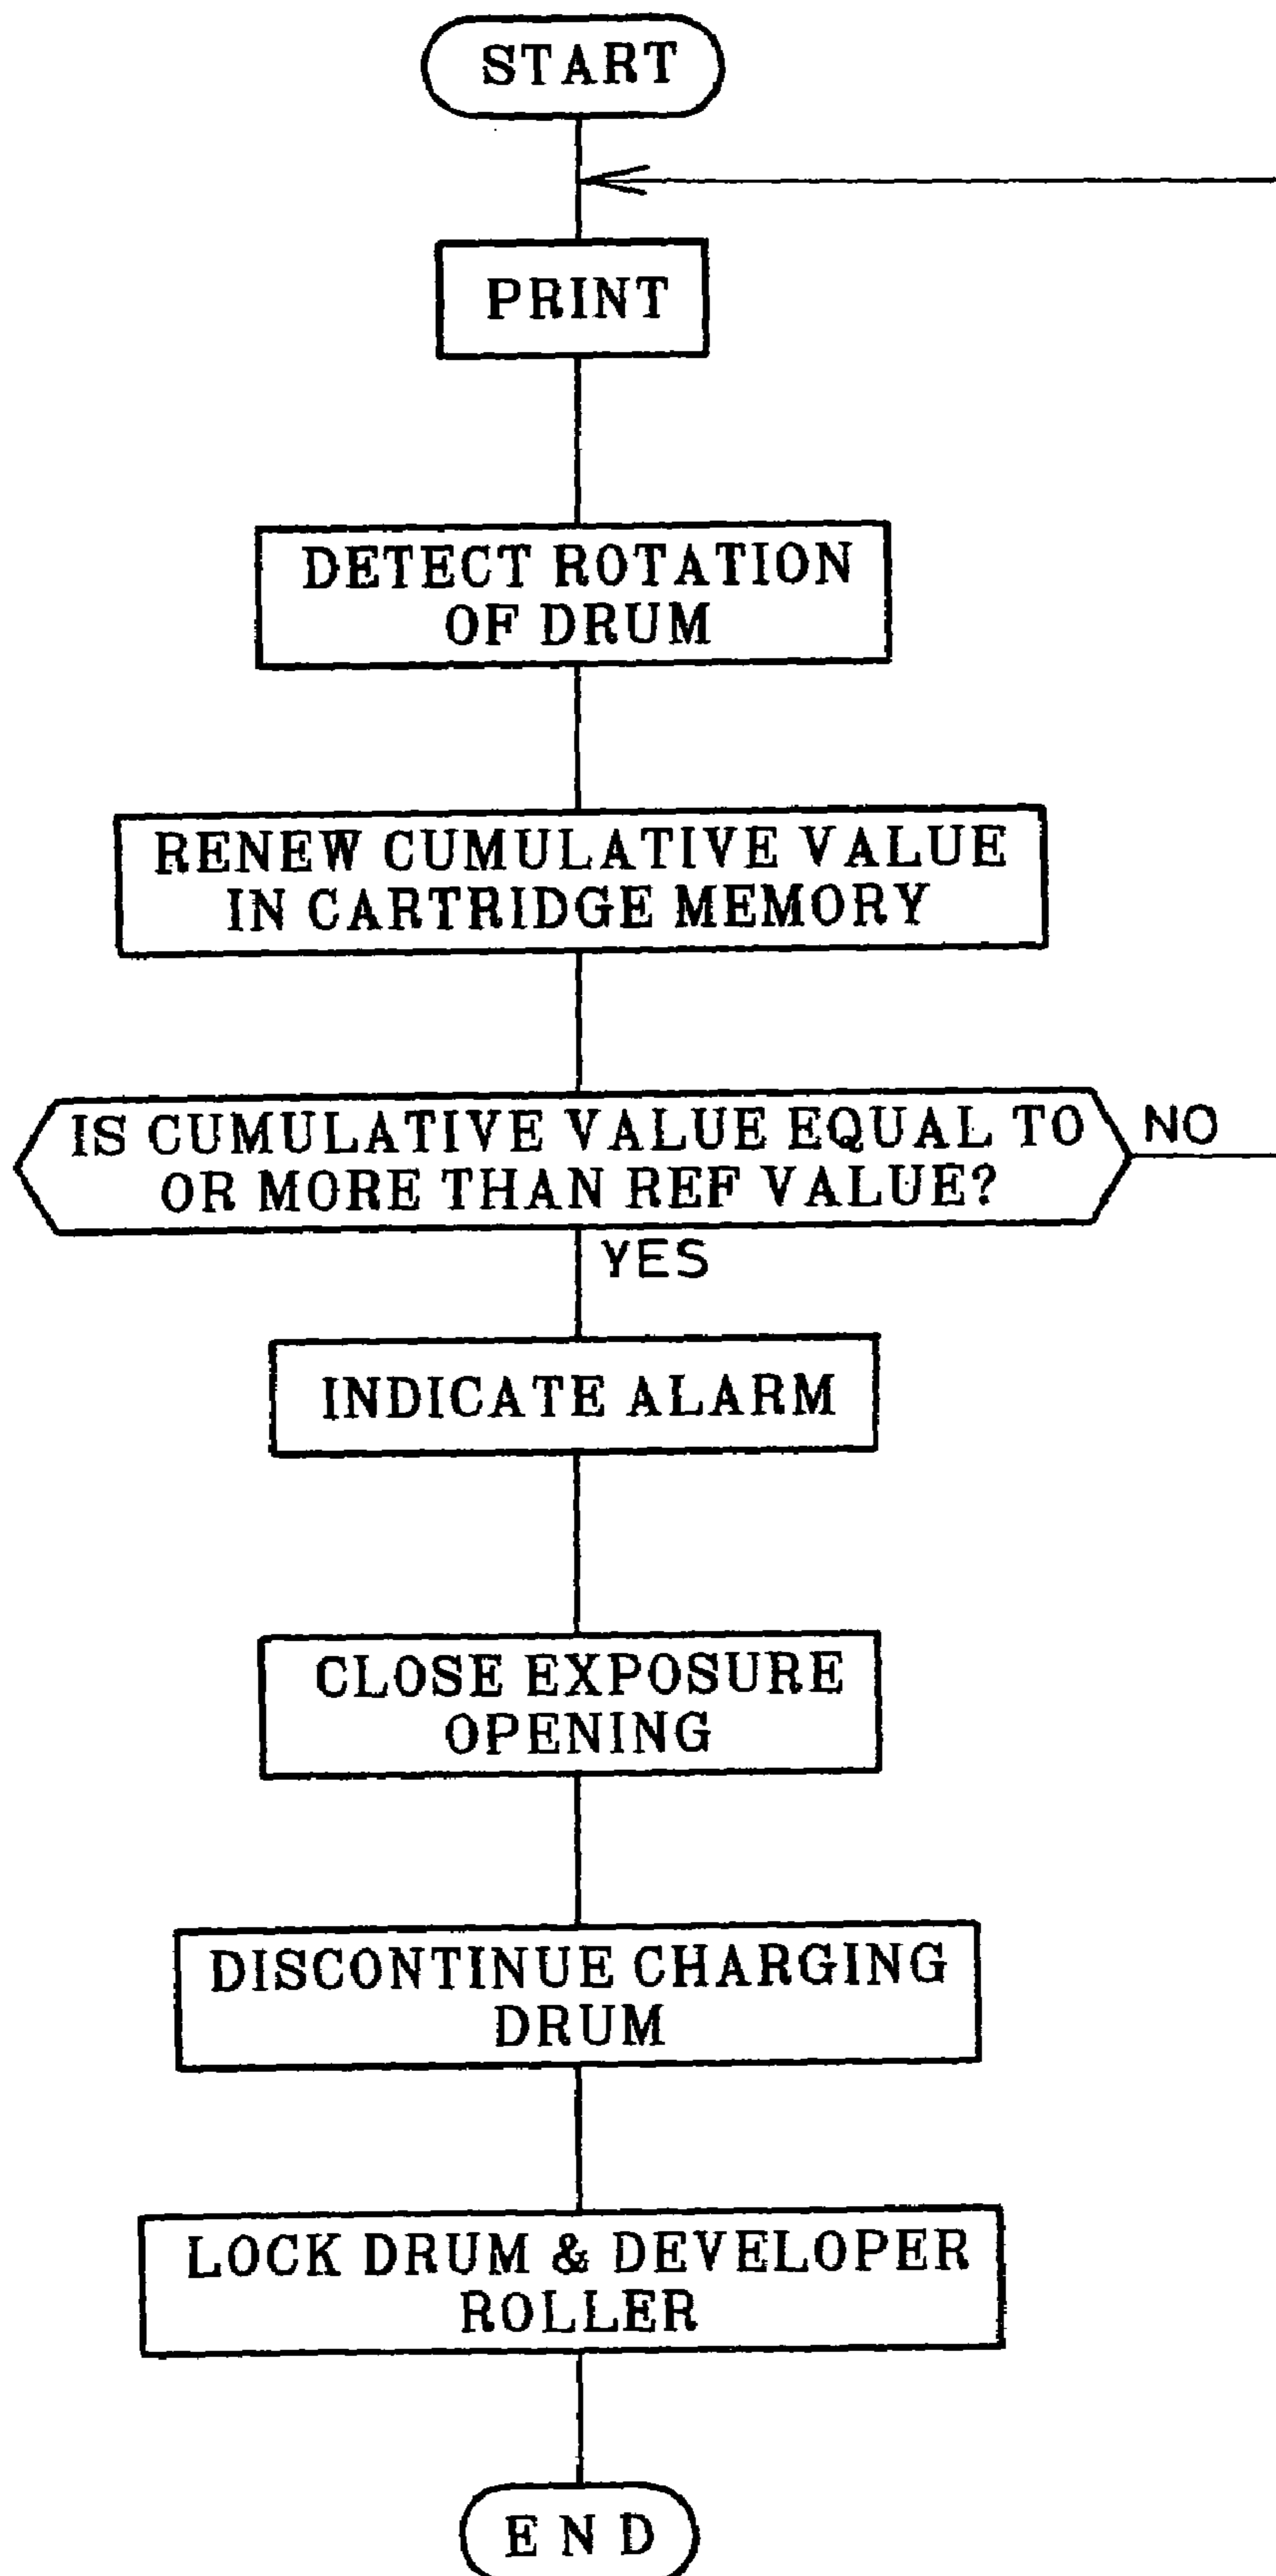 START
PRINT
DETECT ROTATION
OF DRUM
RENEW CUMULATIVE VALUE
IN CARTRIDGE MEMORY
IS CUMULATIVE VALUE EQUAL TO
OR MORE THAN REF VALUE?
NO
YES
INDICATE ALARM
CLOSE EXPOSURE
OPENING
DISCONTINUE CHARGING
DRUM
LOCK DRUM & DEVELOPER
ROLLER
END